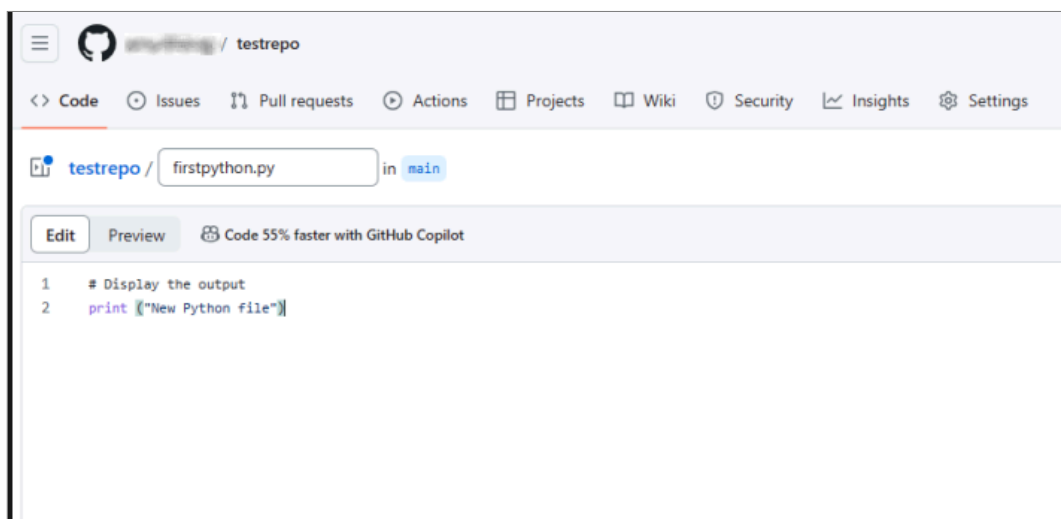 / testrepo
<> Code Issues Pull requests Actions Projects Wiki Security Insights Settings
testrepo / firstpython.py in main
Edit Preview Code 55% faster with GitHub Copilot
1 # Display the output
2 print ("New Python file")